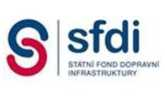 sfdi
STÁTNÍ FOND DOPRAVNÍ
INFRASTRUKTURY